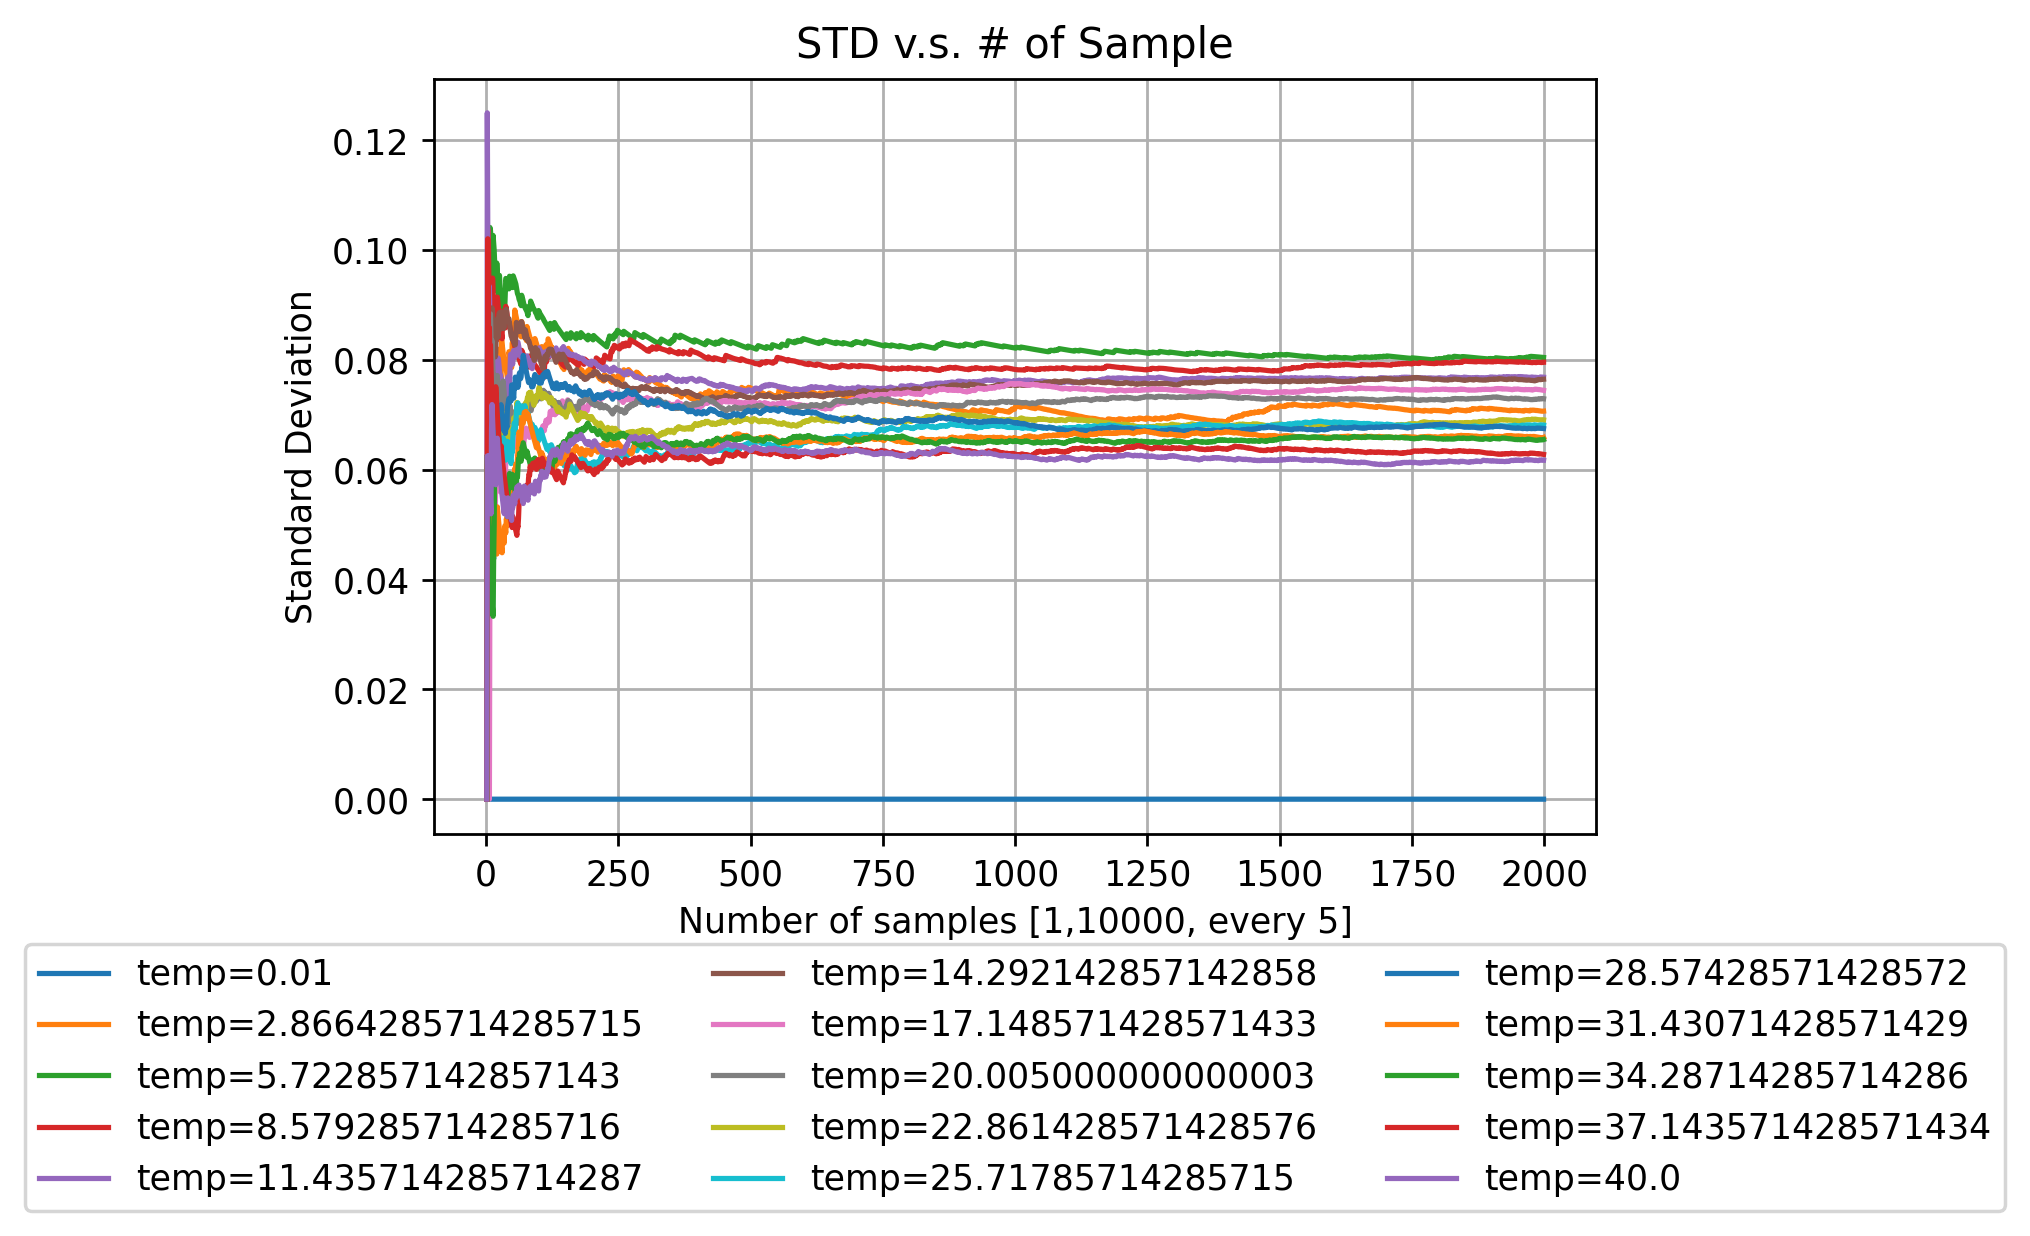 STD v.s. # of Sample
Standard Deviation
0.12
0.10
0.08
0.06
0.04
0.02
0.00
0 250 500 750 1000 1250 1500 1750 2000
Number of samples [1,10000, every 5]
temp=0.01
temp=2.8664285714285715
temp=5.722857142857143
temp=8.579285714285716
temp=11.435714285714287
temp=14.292142857142858
temp=17.148571428571433
temp=20.005000000000003
temp=22.861428571428576
temp=25.71785714285715
temp=28.57428571428572
temp=31.43071428571429
temp=34.28714285714286
temp=37.143571428571434
temp=40.0